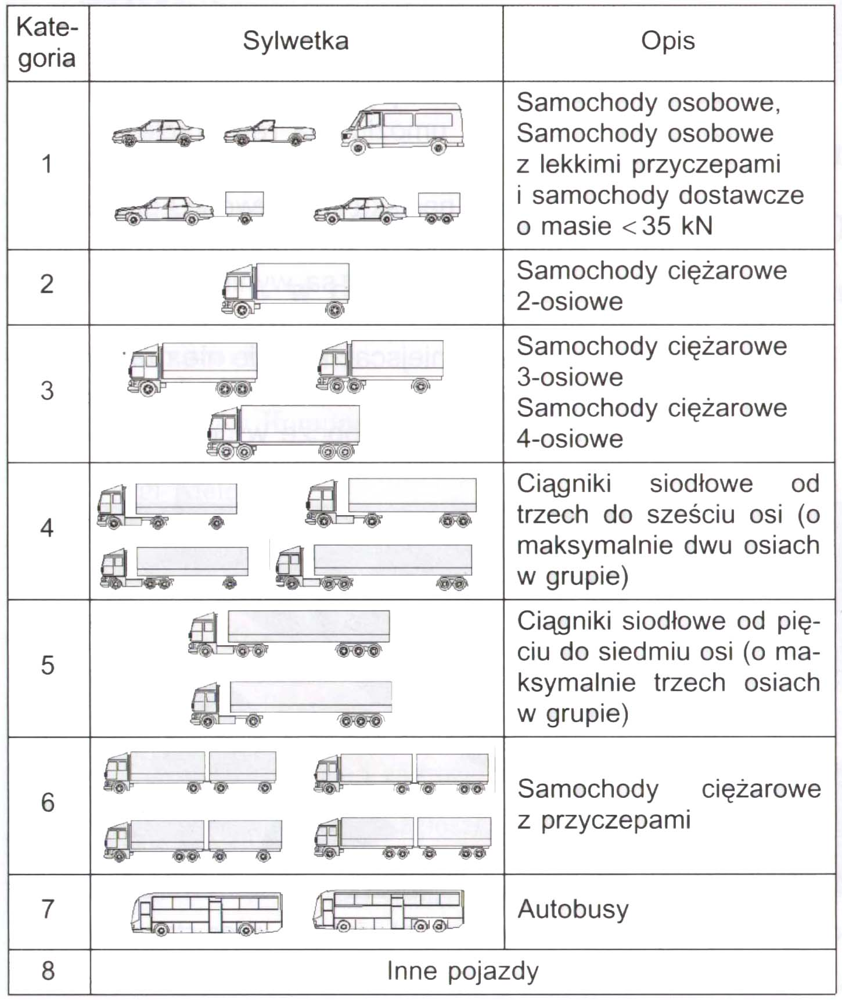 Kate-
goria
Sylwetka
Opis
1
Samochody osobowe,
Samochody osobowe
z lekkimi przyczepami
i samochody dostawcze
o masie < 35 kN
2
Samochody ciężarowe
2-osiowe
3
Samochody ciężarowe
3-osiowe
Samochody ciężarowe
4-osiowe
4
Ciągniki siodłowe od
trzech do sześciu osi (o
maksymalnie dwu osiach
w grupie)
5
Ciągniki siodłowe od pię-
ciu do siedmiu osi (o ma-
ksymalnie trzech osiach
w grupie)
6
Samochody ciężarowe
z przyczepami
7
Autobusy
8
Inne pojazdy